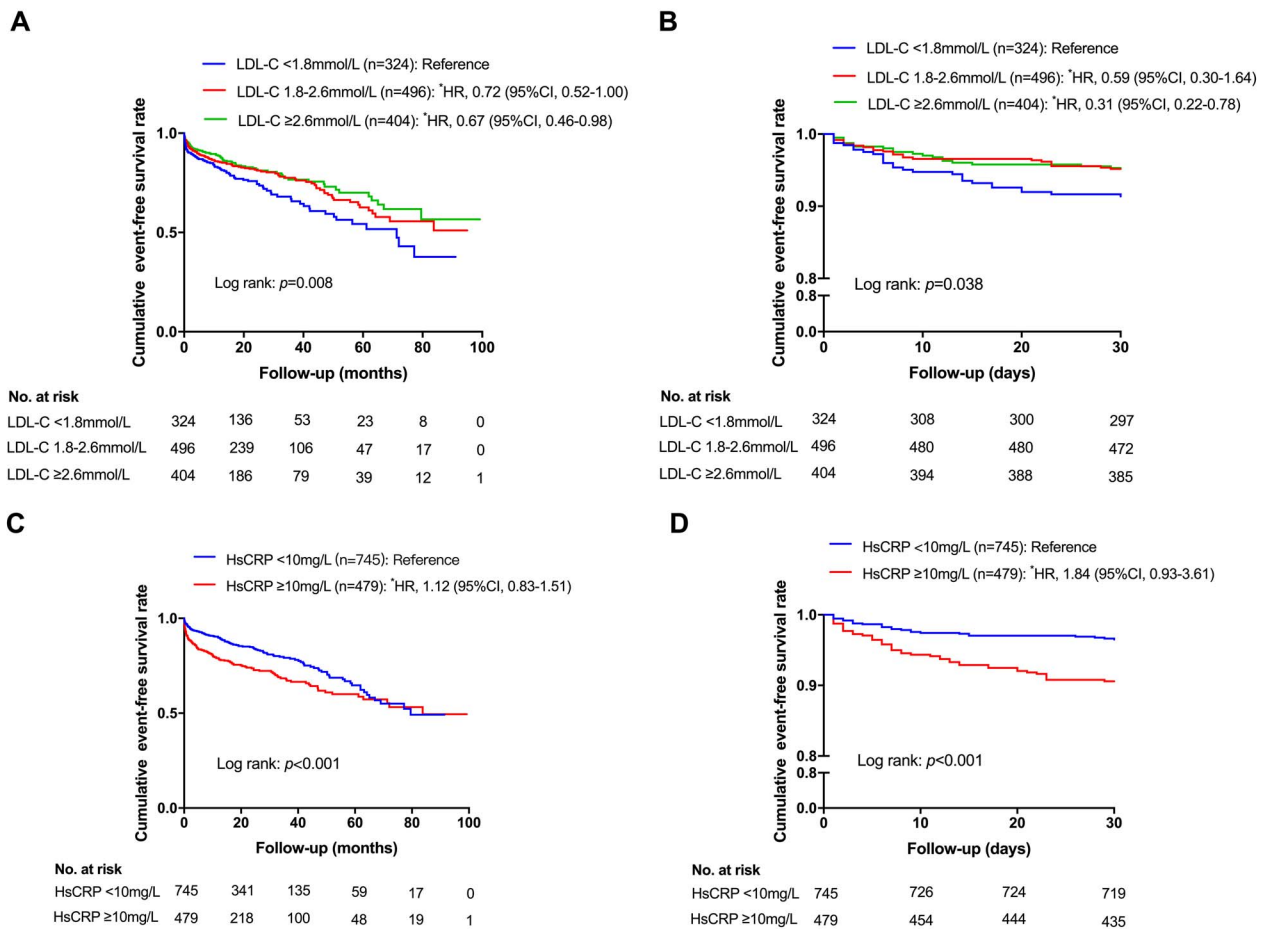 A
LDL-C <1.8mmol/L (n=324): Reference
LDL-C 1.8-2.6mmol/L (n=496): *HR, 0.72 (95%CI, 0.52-1.00)
LDL-C ≥2.6mmol/L (n=404): *HR, 0.67 (95%CI, 0.46-0.98)
Cumulative event-free survival rate
1.0
0.5
0.0
Log rank: p=0.008
0 20 40 60 80 100
Follow-up (months)
No. at risk
LDL-C <1.8mmol/L 324 136 53 23 8 0
LDL-C 1.8-2.6mmol/L 496 239 106 47 17 0
LDL-C ≥2.6mmol/L 404 186 79 39 12 1
B
LDL-C <1.8mmol/L (n=324): Reference
LDL-C 1.8-2.6mmol/L (n=496): *HR, 0.59 (95%CI, 0.30-1.64)
LDL-C ≥2.6mmol/L (n=404): *HR, 0.31 (95%CI, 0.22-0.78)
Cumulative event-free survival rate
1.0
0.9
0.8
0.8
0.0
Log rank: p=0.038
0 10 20 30
Follow-up (days)
No. at risk
LDL-C <1.8mmol/L 324 308 300 297
LDL-C 1.8-2.6mmol/L 496 480 480 472
LDL-C ≥2.6mmol/L 404 394 388 385
C
HsCRP <10mg/L (n=745): Reference
HsCRP ≥10mg/L (n=479): *HR, 1.12 (95%CI, 0.83-1.51)
Cumulative event-free survival rate
1.0
0.5
0.0
Log rank: p<0.001
0 20 40 60 80 100
Follow-up (months)
No. at risk
HsCRP <10mg/L 745 341 135 59 17 0
HsCRP ≥10mg/L 479 218 100 48 19 1
D
HsCRP <10mg/L (n=745): Reference
HsCRP ≥10mg/L (n=479): *HR, 1.84 (95%CI, 0.93-3.61)
Cumulative event-free survival rate
1.0
0.9
0.8
0.8
0.0
Log rank: p<0.001
0 10 20 30
Follow-up (days)
No. at risk
HsCRP <10mg/L 745 726 724 719
HsCRP ≥10mg/L 479 454 444 435